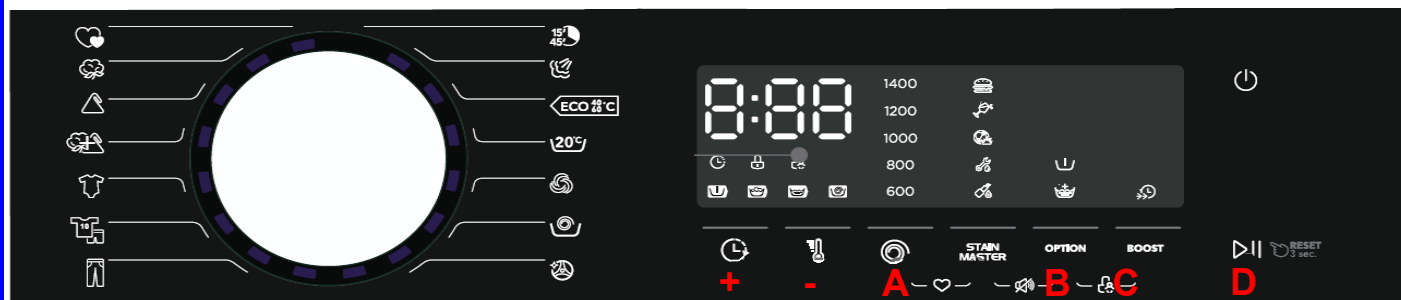 15' 45'
ECO 40 60 °C
20°C
10
8:88
1400
1200
1000
800
600
STAIN MASTER
OPTION
BOOST
RESET
3 sec.
+
-
A
B
C
D